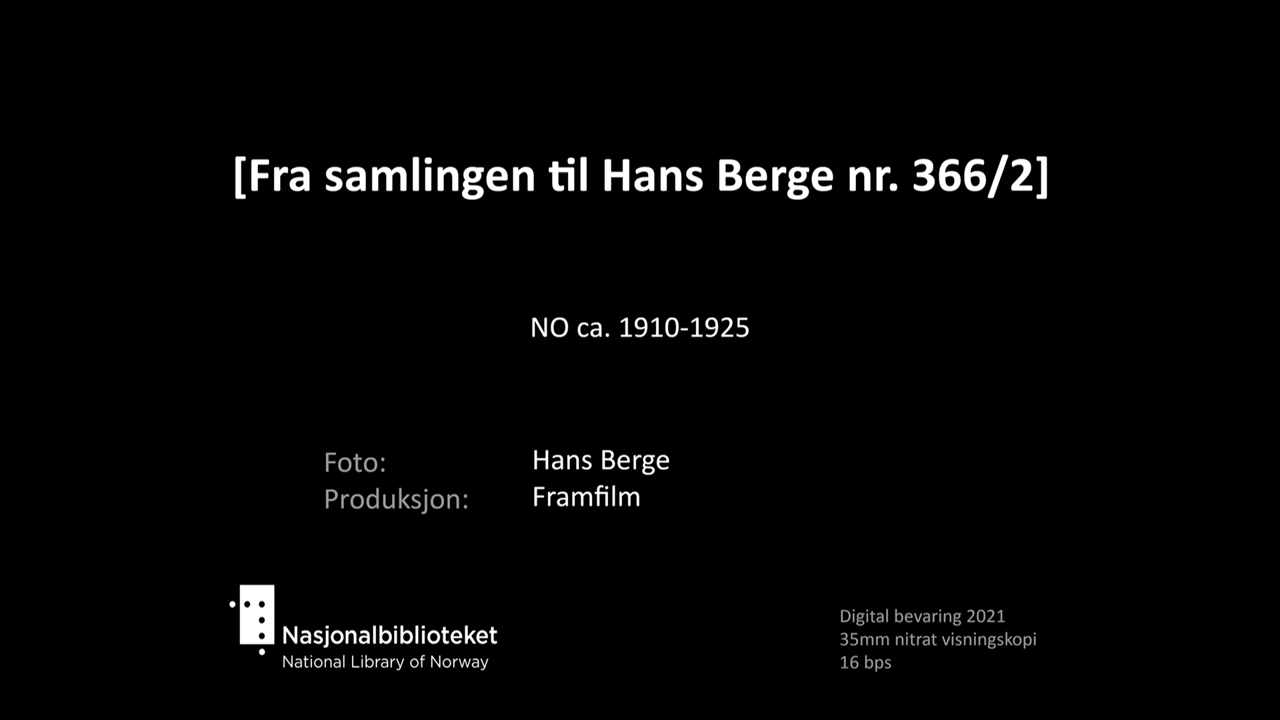 [Fra samlingen til Hans Berge nr. 366/2]
NO ca. 1910-1925
Foto: Hans Berge
Produksjon: Framfilm
Nasjonalbiblioteket
National Library of Norway
Digital bevaring 2021
35mm nitrat visningskopi
16 bps